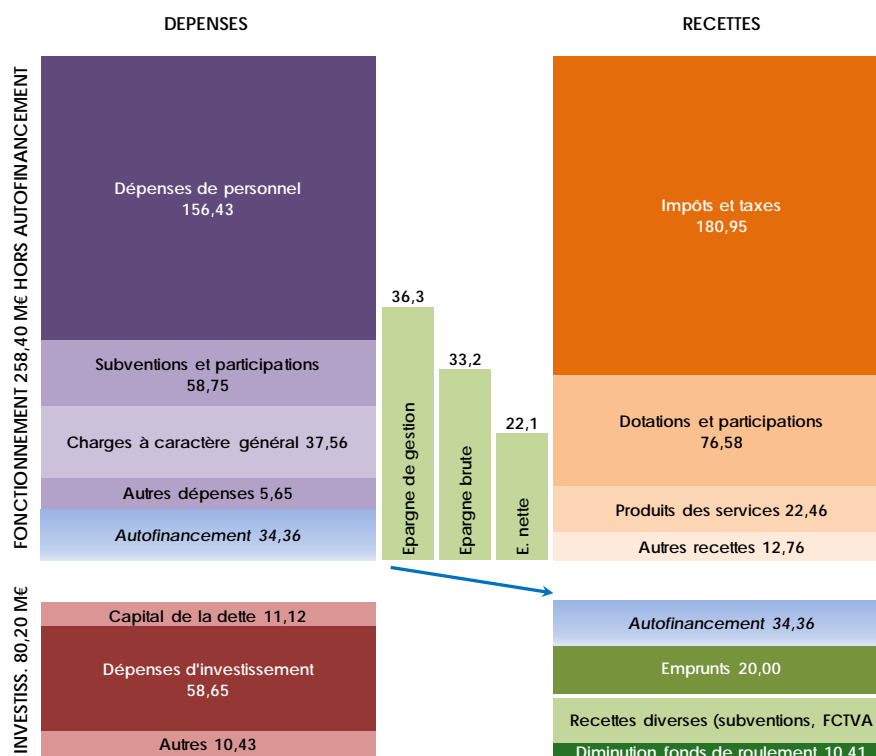 DEPENSES
RECETTES
FONCTIONNEMENT 258,40 M€ HORS AUTOFINANCEMENT
Dépenses de personnel
156,43
Subventions et participations
58,75
Charges à caractère général 37,56
Autres dépenses 5,65
Autofinancement 34,36
36,3
Epargne de gestion
33,2
Epargne brute
22,1
E. nette
Impôts et taxes
180,95
Dotations et participations
76,58
Produits des services 22,46
Autres recettes 12,76
INVESTISS. 80,20 M€
Capital de la dette 11,12
Dépenses d'investissement
58,65
Autres 10,43
Autofinancement 34,36
Emprunts 20,00
Recettes diverses (subventions, FCTVA
Diminution fonds de roulement 10,41